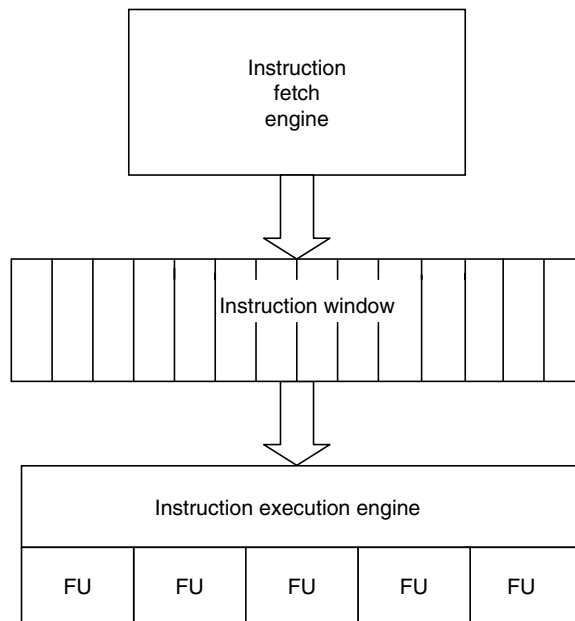 Instruction
fetch
engine
Instruction window
Instruction execution engine
FU FU FU FU FU